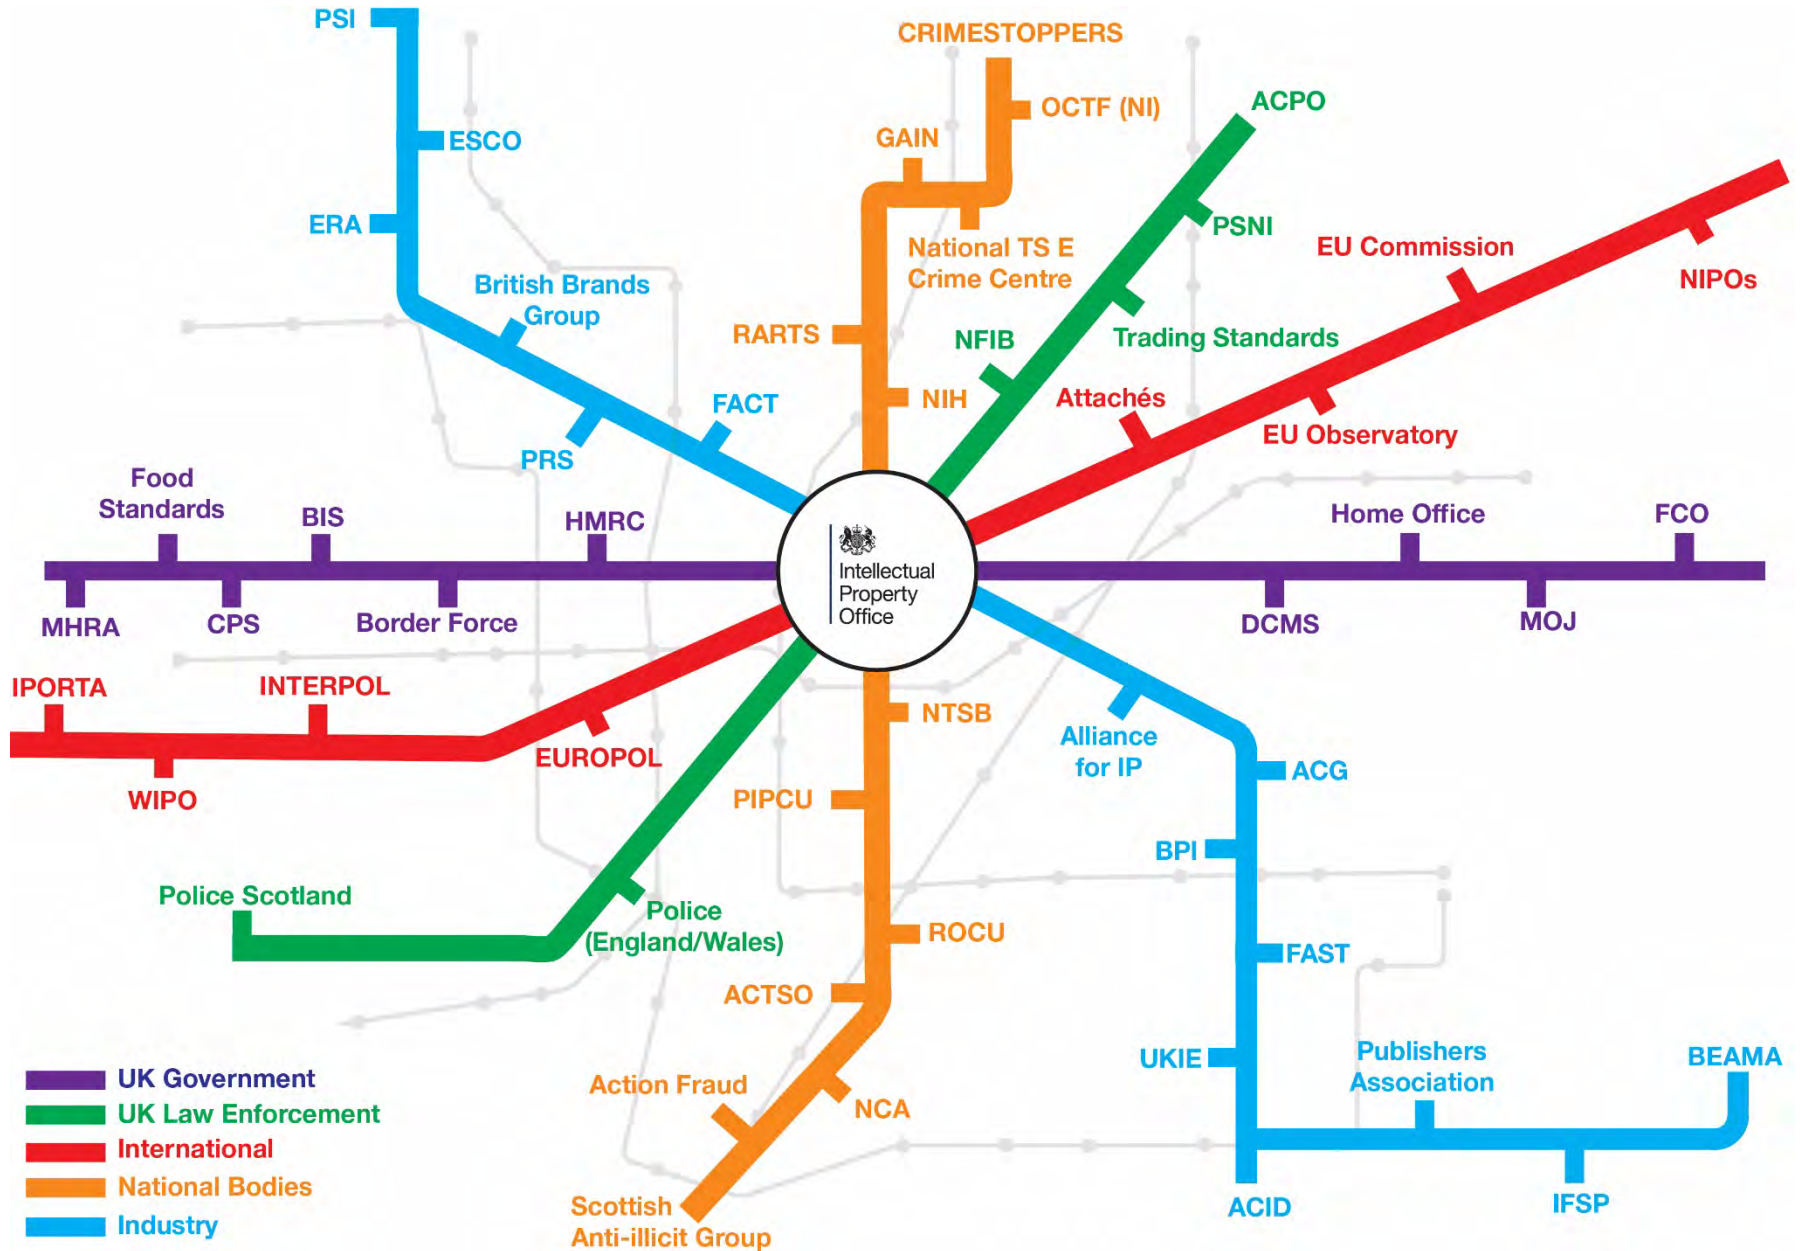 PSI
CRIMESTOPPERS
ACPO
OCTF (NI)
ESCO
GAIN
ERA
PSNI
National TS E
Crime Centre
EU Commission
NIPOs
British Brands
Group
RARTS
NFIB
Trading Standards
FACT
NIH
Attachés
EU Observatory
PRS
Food
Standards
BIS
HMRC
Home Office
FCO
Intellectual
Property
Office
MHRA
CPS
Border Force
DCMS
MOJ
IPORTA
INTERPOL
NTSB
EUROPOL
Alliance
for IP
ACG
WIPO
PIPCU
BPI
Police Scotland
Police
(England/Wales)
ROCU
FAST
ACTSO
UKIE
Publishers
Association
BEAMA
Action Fraud
NCA
UK Government
UK Law Enforcement
International
National Bodies
Industry
Scottish
Anti-illicit Group
ACID
IFSP